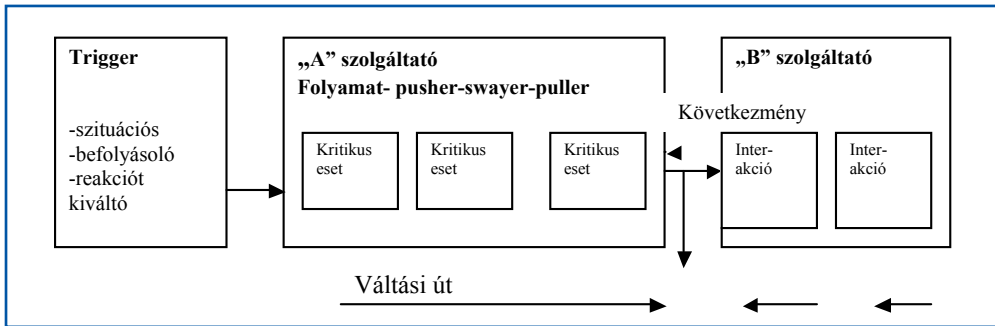 Trigger
-szituációs
-befolyásoló
-reakciót
kiváltó
„A” szolgáltató
Folyamat- pusher-swayer-puller
Kritikus
eset
Kritikus
eset
Kritikus
eset
Következmény
„B” szolgáltató
Inter-
akció
Inter-
akció
Váltási út